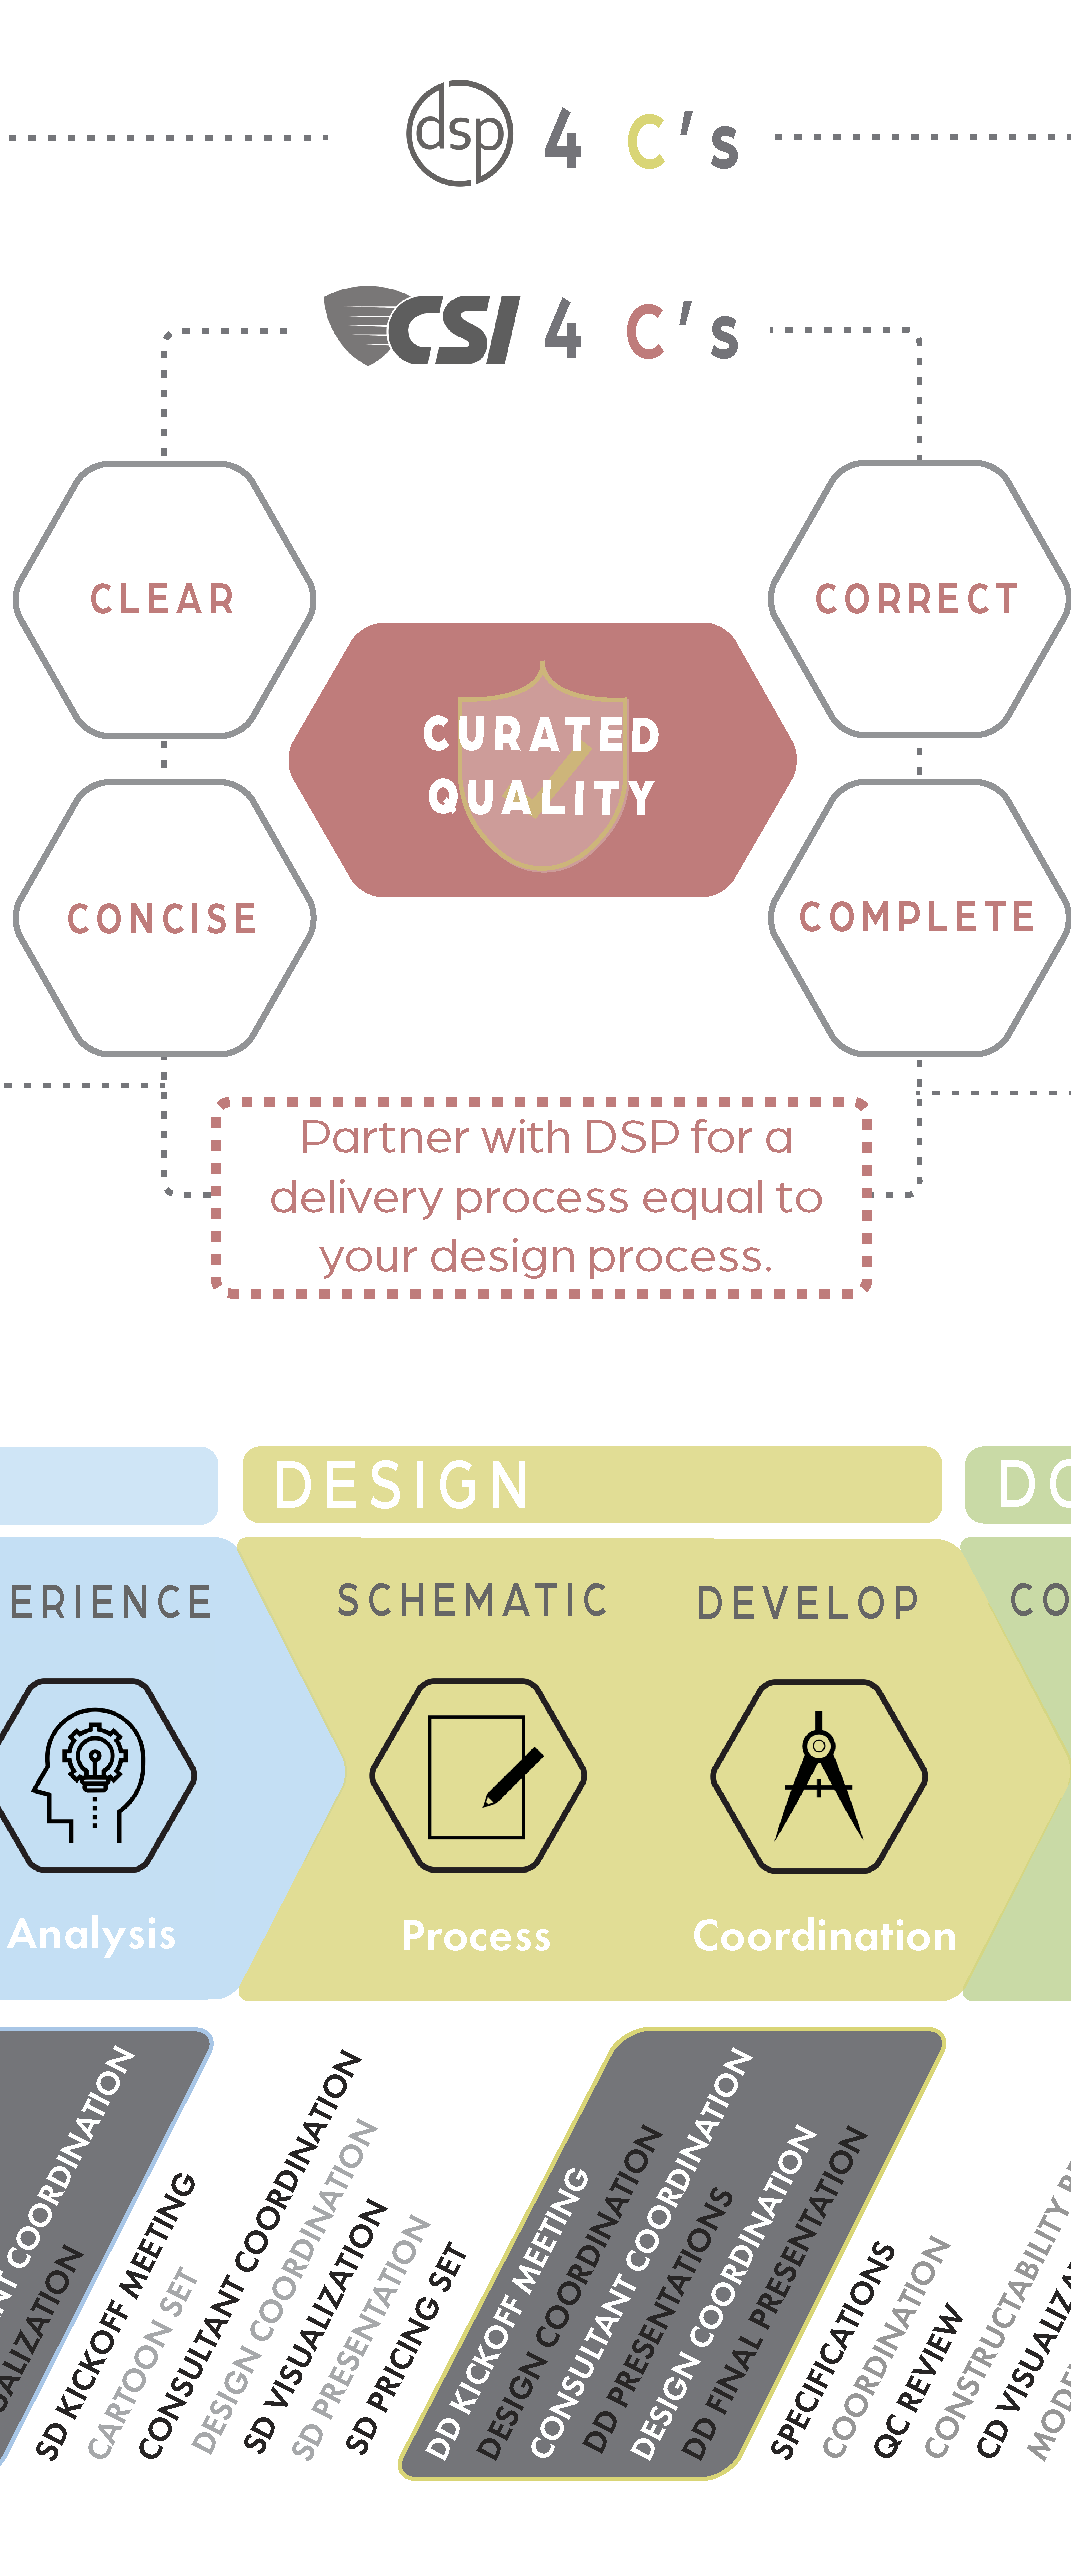 dsp 4 C's
CSI 4 C's
CLEAR
CORRECT
CURATED
QUALITY
CONCISE
COMPLETE
Partner with DSP for a
delivery process equal to
your design process.
DESIGN
DO
ERIENCE
SCHEMATIC
DEVELOP
CO
Analysis
Process
Coordination
NT COORDINATION
UALIZATION
SD KICKOFF MEETING
CARTOON SET
CONSULTANT COORDINATION
DESIGN COORDINATION
SD VISUALIZATION
SD PRESENTATION
SD PRICING SET
DD KICKOFF MEETING
DESIGN COORDINATION
CONSULTANT COORDINATION
DD PRESENTATIONS
DESIGN COORDINATION
DD FINAL PRESENTATION
SPECIFICATIONS
COORDINATION
QC REVIEW
CONSTRUCTABILITY
CD VISUALIZA
MODE